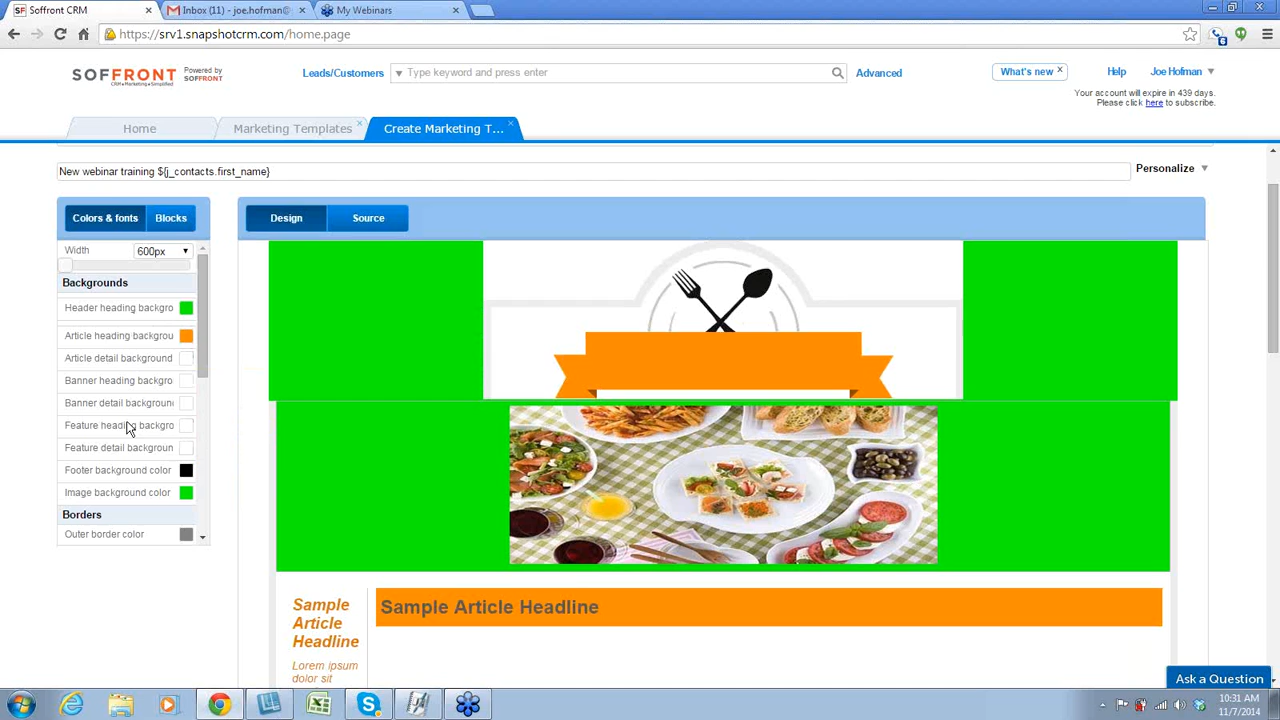 Soffront CRM
Inbox (11) - joe.hofman@
My Webinars
https://srv1.snapshotcrm.com/home.page
6
SOFFRONT
CRM • Marketing • Simplified
Powered by
SOFFRONT
Leads/Customers
Type keyword and press enter
Advanced
What's new x
Help
Joe Hofman
Your account will expire in 439 days.
Please click here to subscribe.
Home
Marketing Templates
Create Marketing T...
New webinar training ${j_contacts.first_name}
Personalize
Colors & fonts
Blocks
Design
Source
Width
600px
Backgrounds
Header heading backgro
Article heading backgrou
Article detail background
Banner heading backgro
Banner detail background
Feature heading backgro
Feature detail backgroun
Footer background color
Image background color
Borders
Outer border color
Sample
Article
Headline
Lorem ipsum
dolor sit
Sample Article Headline
Ask a Question
10:31 AM
11/7/2014